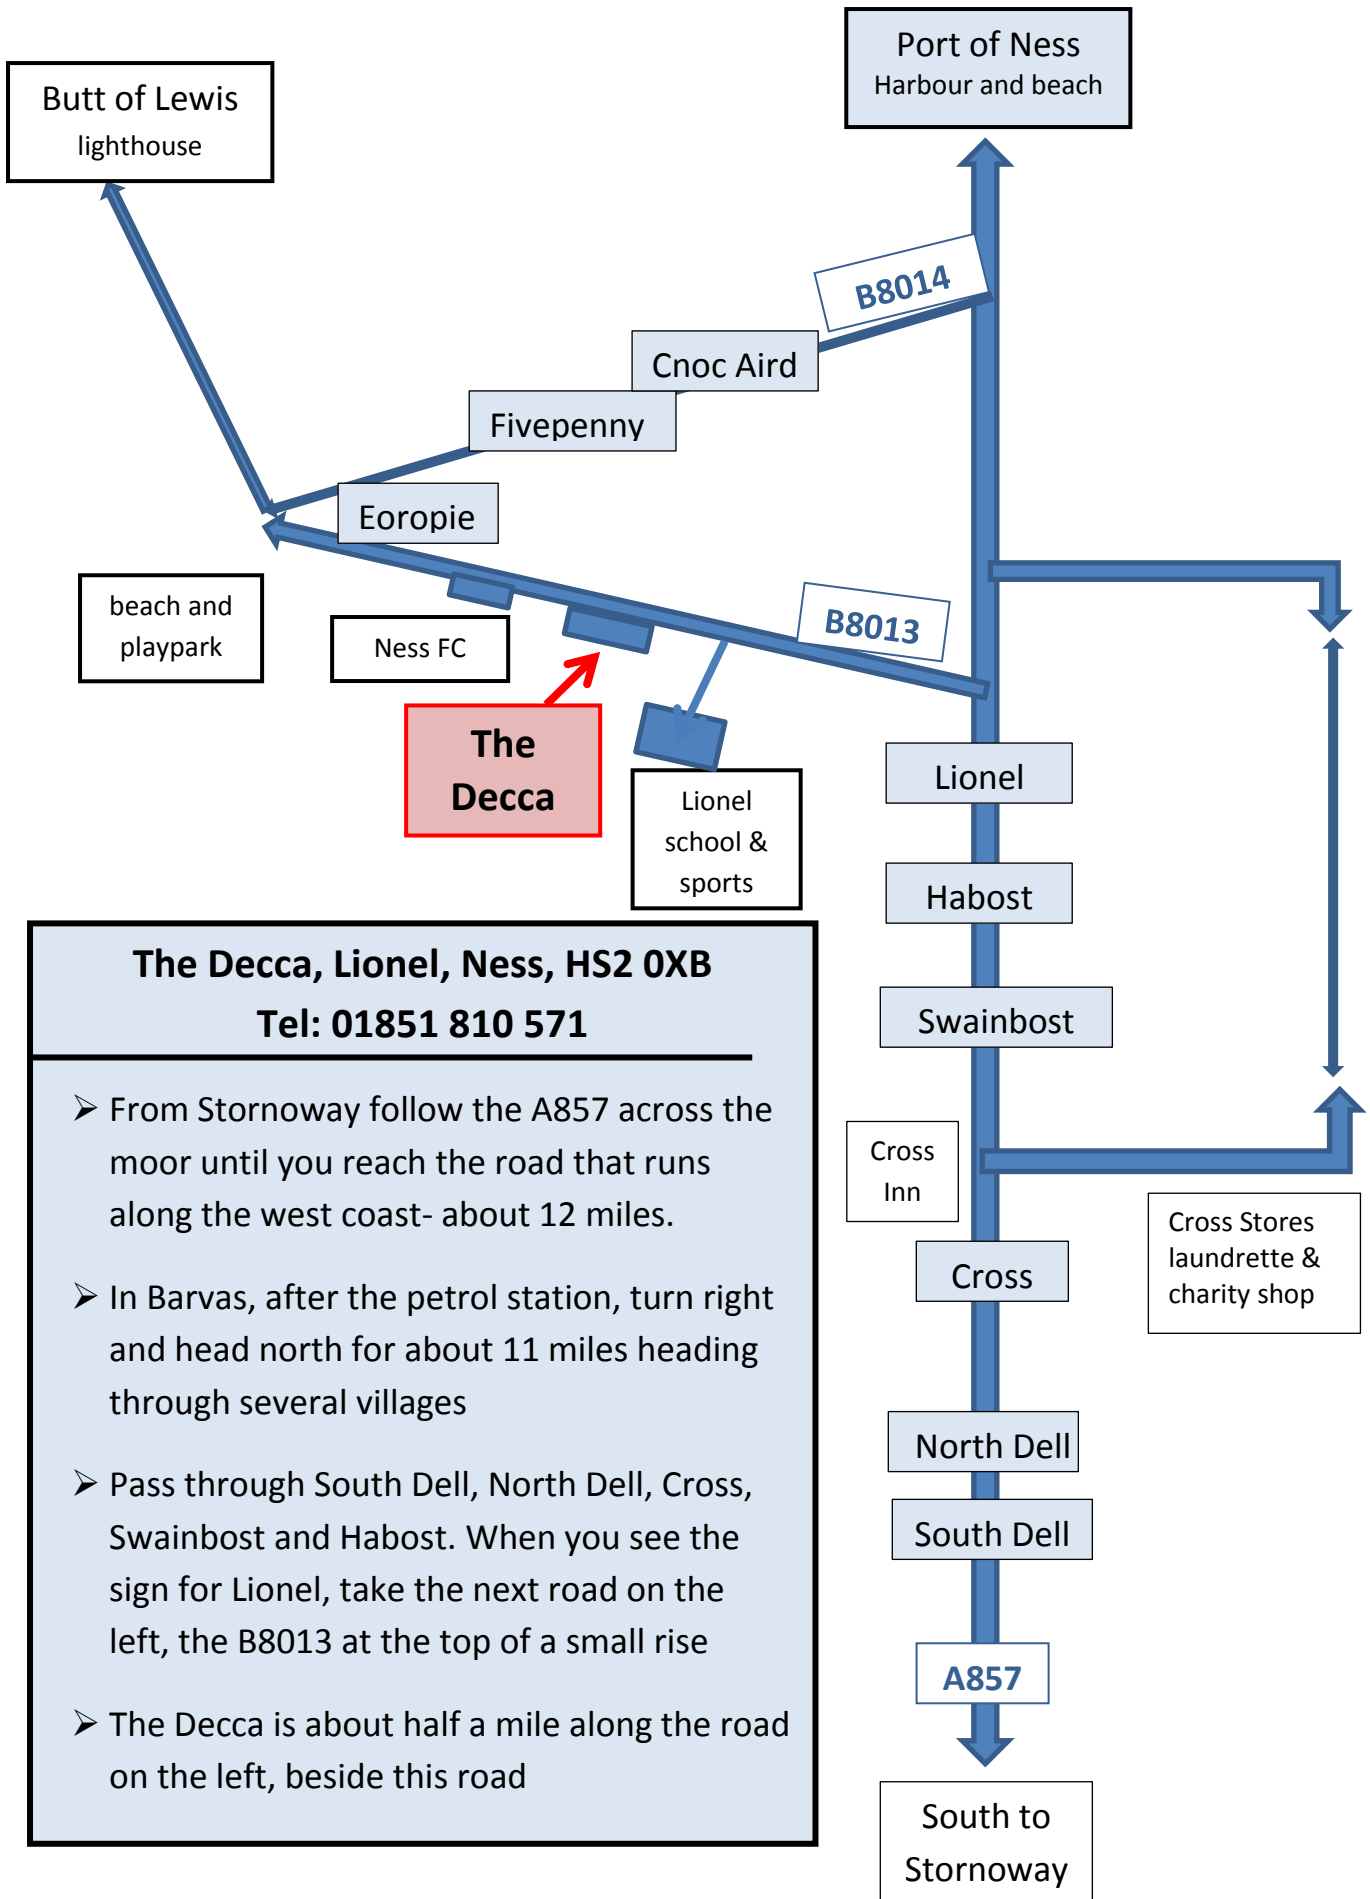 Port of Ness
Harbour and beach
Butt of Lewis
lighthouse
B8014
Cnoc Aird
Fivepenny
Eoropie
beach and
playpark
Ness FC
B8013
The
Decca
Lionel
school &
sports
Lionel
Habost
Swainbost
Cross
Inn
Cross Stores
laundrette &
charity shop
Cross
North Dell
South Dell
A857
South to
Stornoway
The Decca, Lionel, Ness, HS2 0XB
Tel: 01851 810 571
➢ From Stornoway follow the A857 across the
moor until you reach the road that runs
along the west coast- about 12 miles.
➢ In Barvas, after the petrol station, turn right
and head north for about 11 miles heading
through several villages
➢ Pass through South Dell, North Dell, Cross,
Swainbost and Habost. When you see the
sign for Lionel, take the next road on the
left, the B8013 at the top of a small rise
➢ The Decca is about half a mile along the road
on the left, beside this road